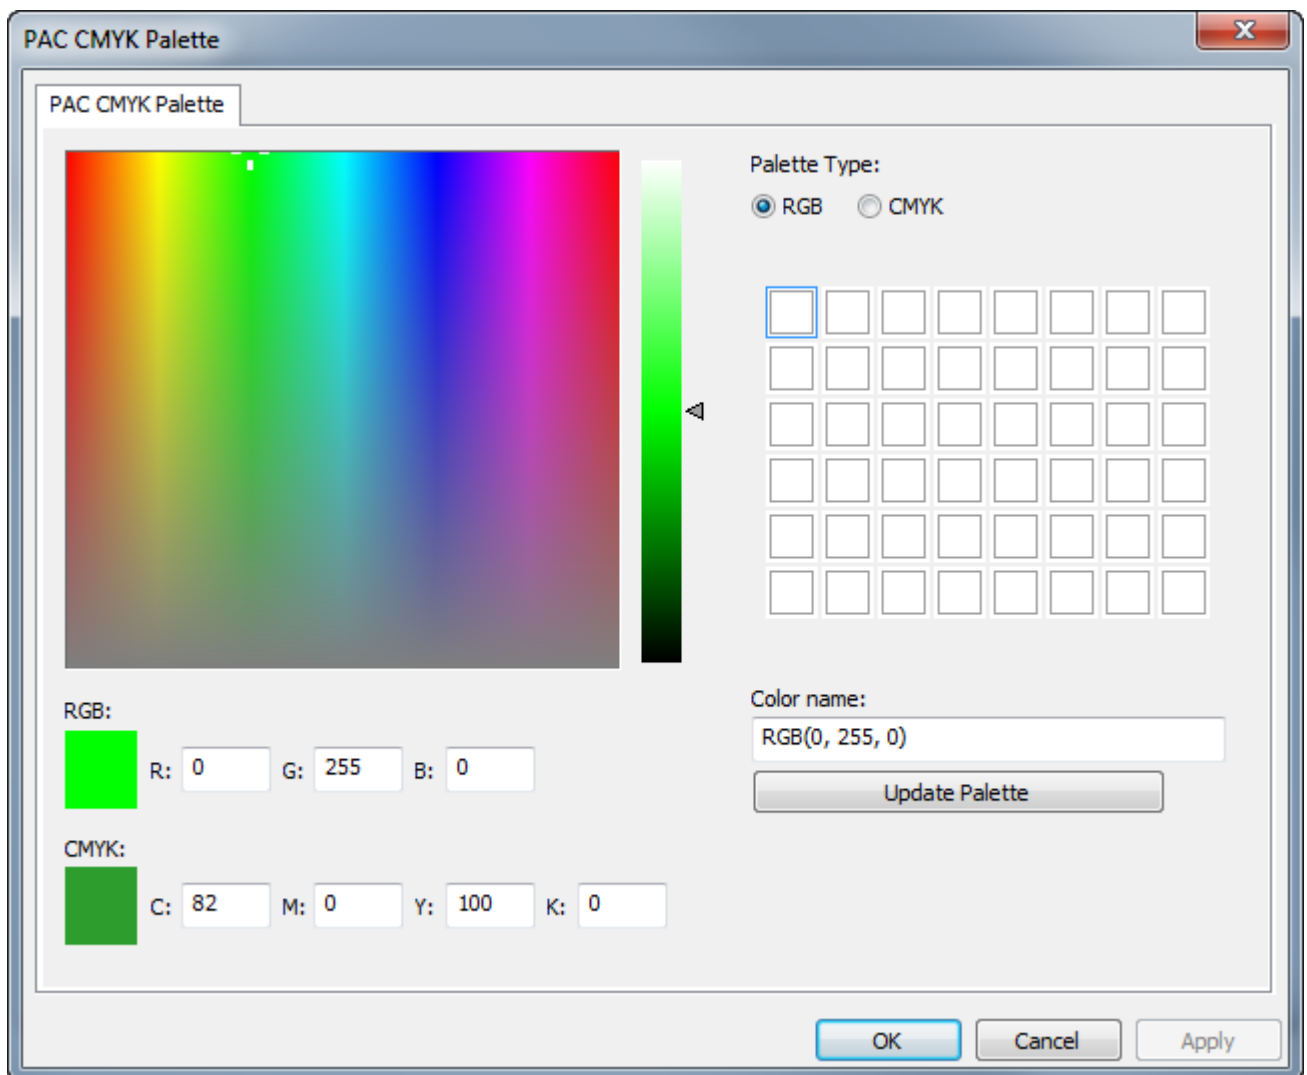 PAC CMYK Palette
PAC CMYK Palette
Palette Type:
RGB CMYK
Color name:
RGB(0, 255, 0)
Update Palette
RGB:
R: 0 G: 255 B: 0
CMYK:
C: 82 M: 0 Y: 100 K: 0
OK Cancel Apply